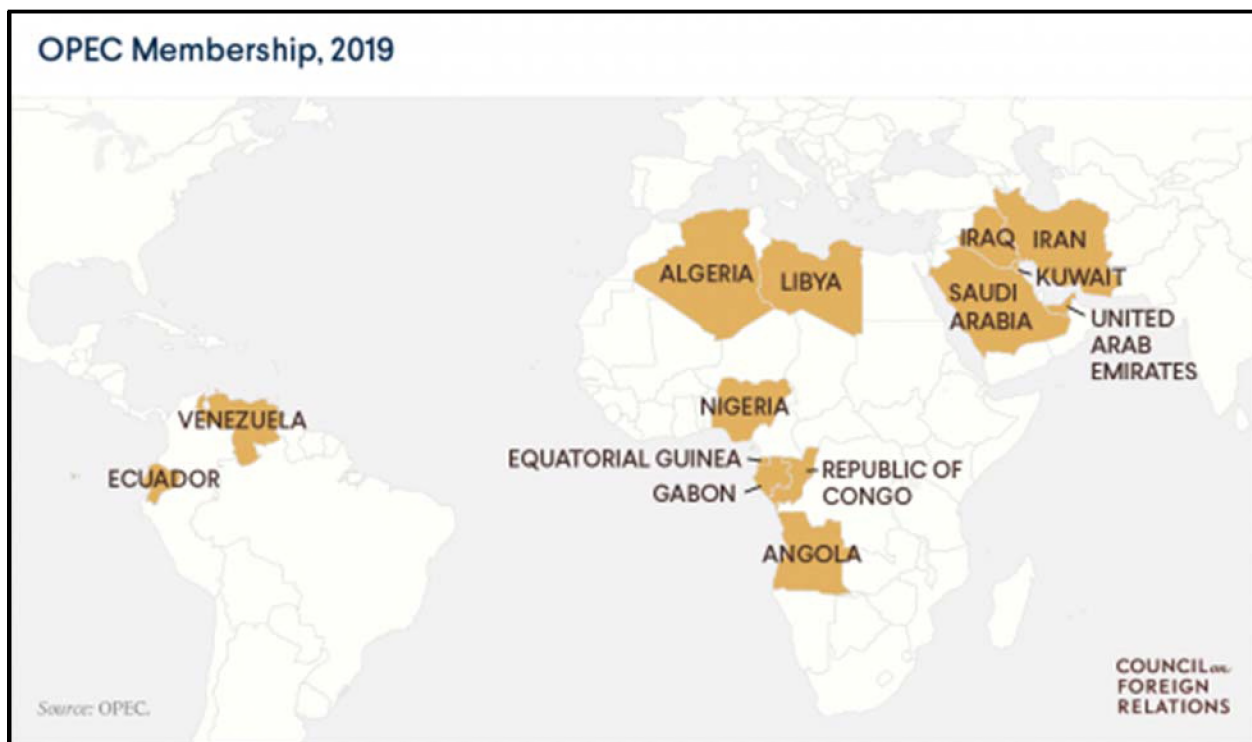 OPEC Membership, 2019
IRAQ
IRAN
ALGERIA
LIBYA
KUWAIT
SAUDI
ARABIA
UNITED
ARAB
EMIRATES
VENEZUELA
NIGERIA
ECUADOR
EQUATORIAL GUINEA
GABON
REPUBLIC OF
CONGO
ANGOLA
Source: OPEC.
COUNCIL on
FOREIGN
RELATIONS